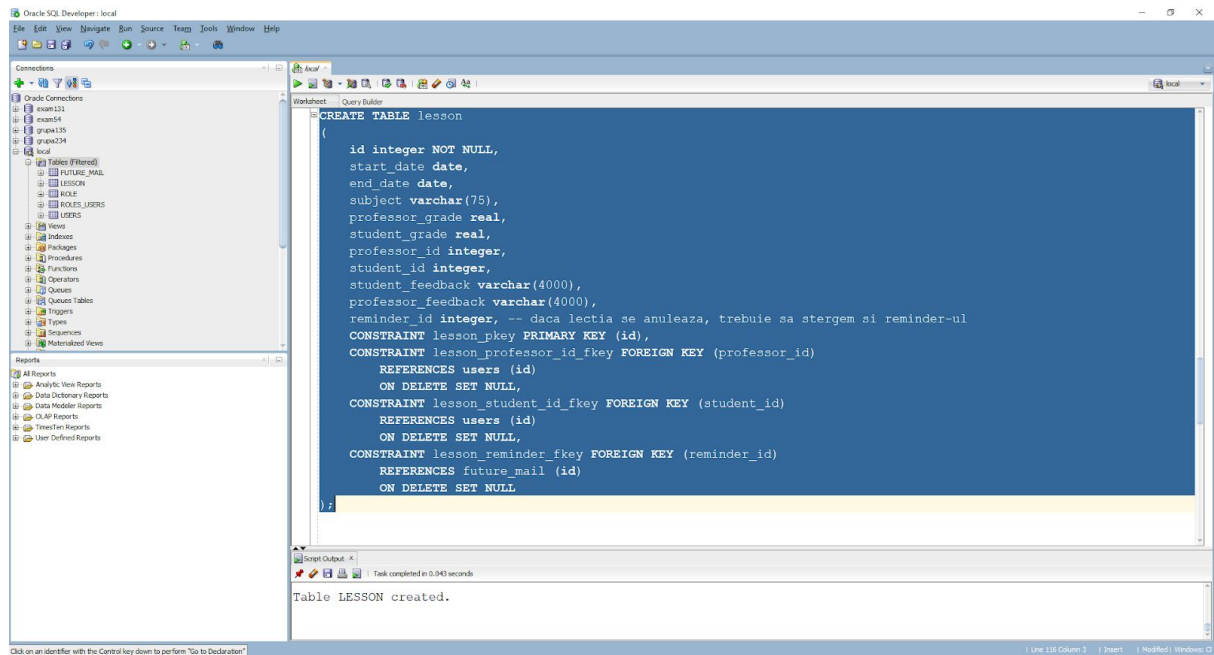 Oracle SQL Developer : local
File Edit View Navigate Run Source Team Tools Window Help
Connections
Oracle Connections
exam131
exam54
grupa135
grupa234
local
Tables (Filtered)
FUTURE_MAIL
LESSON
ROLE
ROLES_USERS
USERS
Views
Indexes
Packages
Procedures
Functions
Operators
Queues
Queues Tables
Triggers
Types
Sequences
Materialized Views
Reports
All Reports
Analytic View Reports
Data Dictionary Reports
Data Modeler Reports
OLAP Reports
TimesTen Reports
User Defined Reports
local
local
Worksheet Query Builder
CREATE TABLE lesson
(
id integer NOT NULL,
start_date date,
end_date date,
subject varchar(75),
professor_grade real,
student_grade real,
professor_id integer,
student_id integer,
student_feedback varchar(4000),
professor_feedback varchar(4000),
reminder_id integer, -- daca lectia se anuleaza, trebuie sa stergem si reminder-ul
CONSTRAINT lesson_pkey PRIMARY KEY (id),
CONSTRAINT lesson_professor_id_fkey FOREIGN KEY (professor_id)
REFERENCES users (id)
ON DELETE SET NULL,
CONSTRAINT lesson_student_id_fkey FOREIGN KEY (student_id)
REFERENCES users (id)
ON DELETE SET NULL,
CONSTRAINT lesson_reminder_fkey FOREIGN KEY (reminder_id)
REFERENCES future_mail (id)
ON DELETE SET NULL
);
Script Output
Task completed in 0.043 seconds
Table LESSON created.
Click on an identifier with the Control key down to perform "Go to Declaration"
Line 116 Column 3 | Insert | Modified | Windows: C